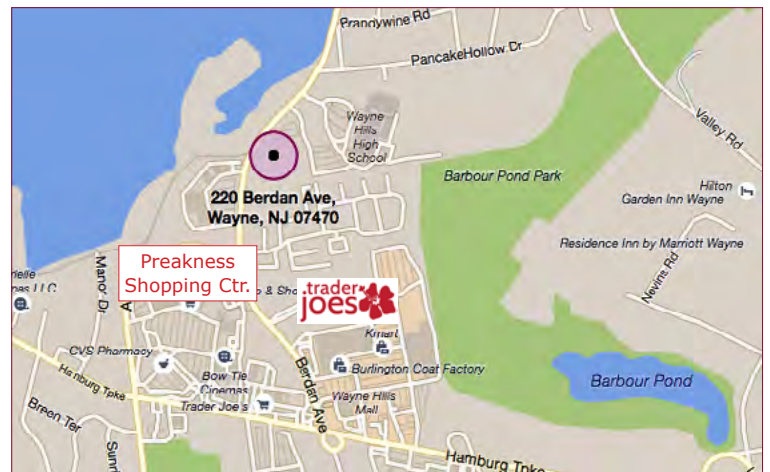 Brandywine Rd
PancakeHollow Dr
Wayne
Hills
High
School
Valley Rd
Barbour Pond Park
Hilton
Garden Inn Wayne
220 Berdan Ave,
Wayne, NJ 07470
Residence Inn by Marriott Wayne
Nevins Rd
Preakness
Shopping Ctr.
Manor Dr
LLC
trader
joes
Kmart
CVS Pharmacy
Burlington Coat Factory
Hamburg Tpke
Bow Tie
Cinemas
Berdan Ave
Barbour Pond
Trader Joe's
Wayne Hills
Mall
Breen Ter
Hamburg Tpke